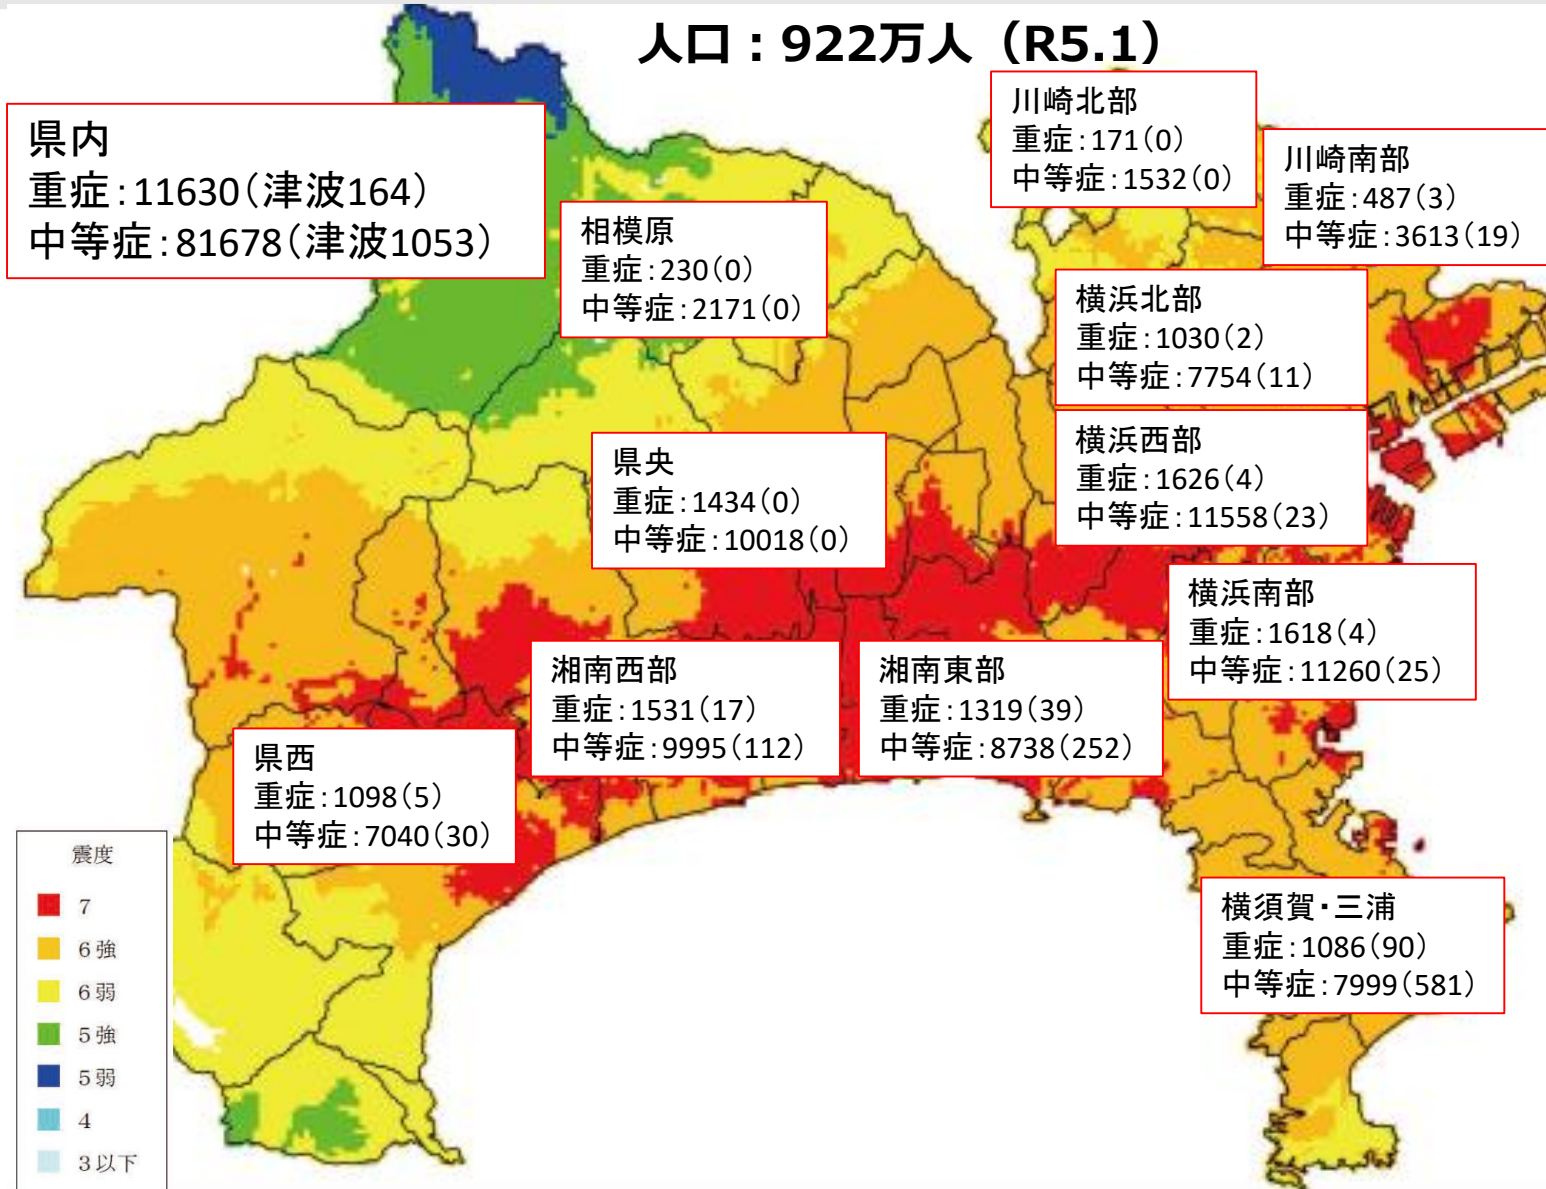 人口：922万人（R5.1）
県内
重症：11630（津波164）
中等症：81678（津波1053）
川崎北部
重症：171（0）
中等症：1532（0）
川崎南部
重症：487（3）
中等症：3613（19）
相模原
重症：230（0）
中等症：2171（0）
横浜北部
重症：1030（2）
中等症：7754（11）
横浜西部
重症：1626（4）
中等症：11558（23）
県央
重症：1434（0）
中等症：10018（0）
横浜南部
重症：1618（4）
中等症：11260（25）
湘南西部
重症：1531（17）
中等症：9995（112）
湘南東部
重症：1319（39）
中等症：8738（252）
県西
重症：1098（5）
中等症：7040（30）
横須賀・三浦
重症：1086（90）
中等症：7999（581）
震度
7
6強
6弱
5強
5弱
4
3以下